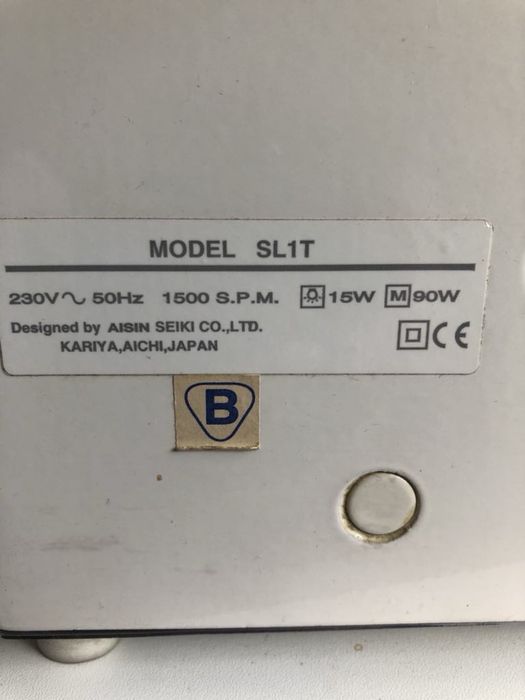 MODEL SL1T
230V~ 50Hz 1500 S.P.M. 15W M 90W
Designed by AISIN SEIKI CO.,LTD.
KARIYA,AICHI,JAPAN
CE
B